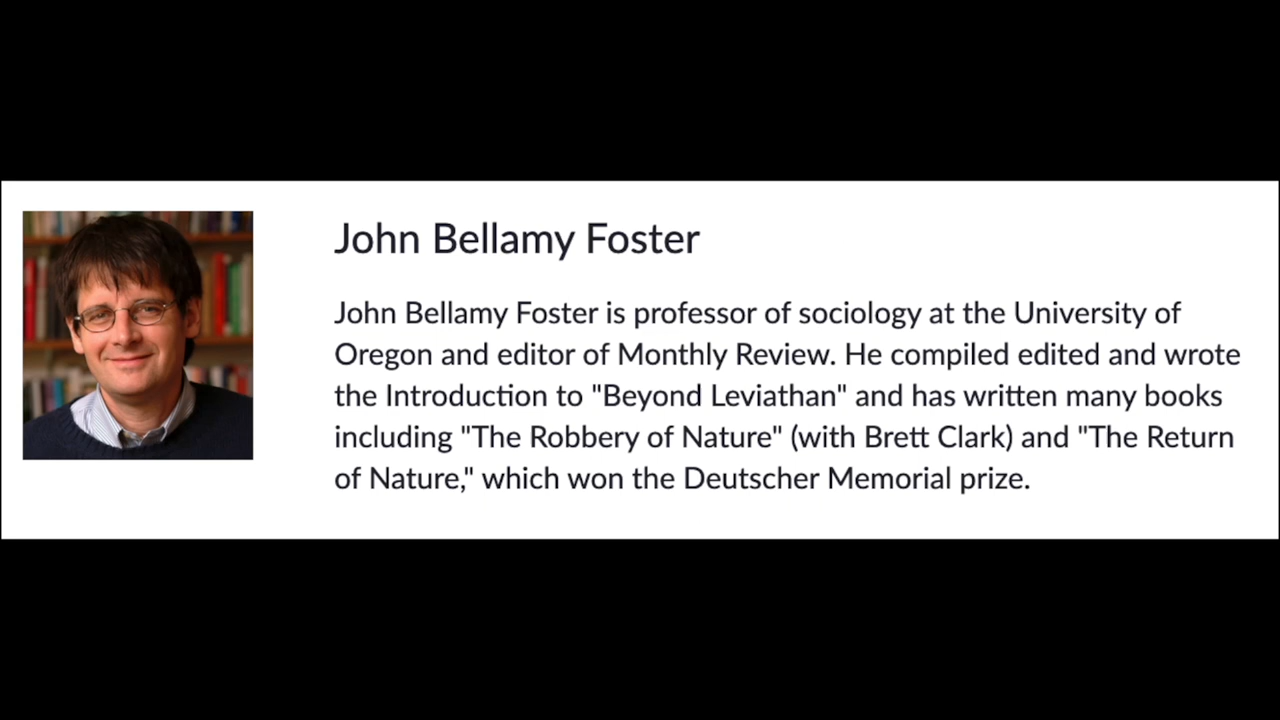 John Bellamy Foster
John Bellamy Foster is professor of sociology at the University of
Oregon and editor of Monthly Review. He compiled edited and wrote
the Introduction to "Beyond Leviathan" and has written many books
including "The Robbery of Nature" (with Brett Clark) and "The Return
of Nature," which won the Deutscher Memorial prize.